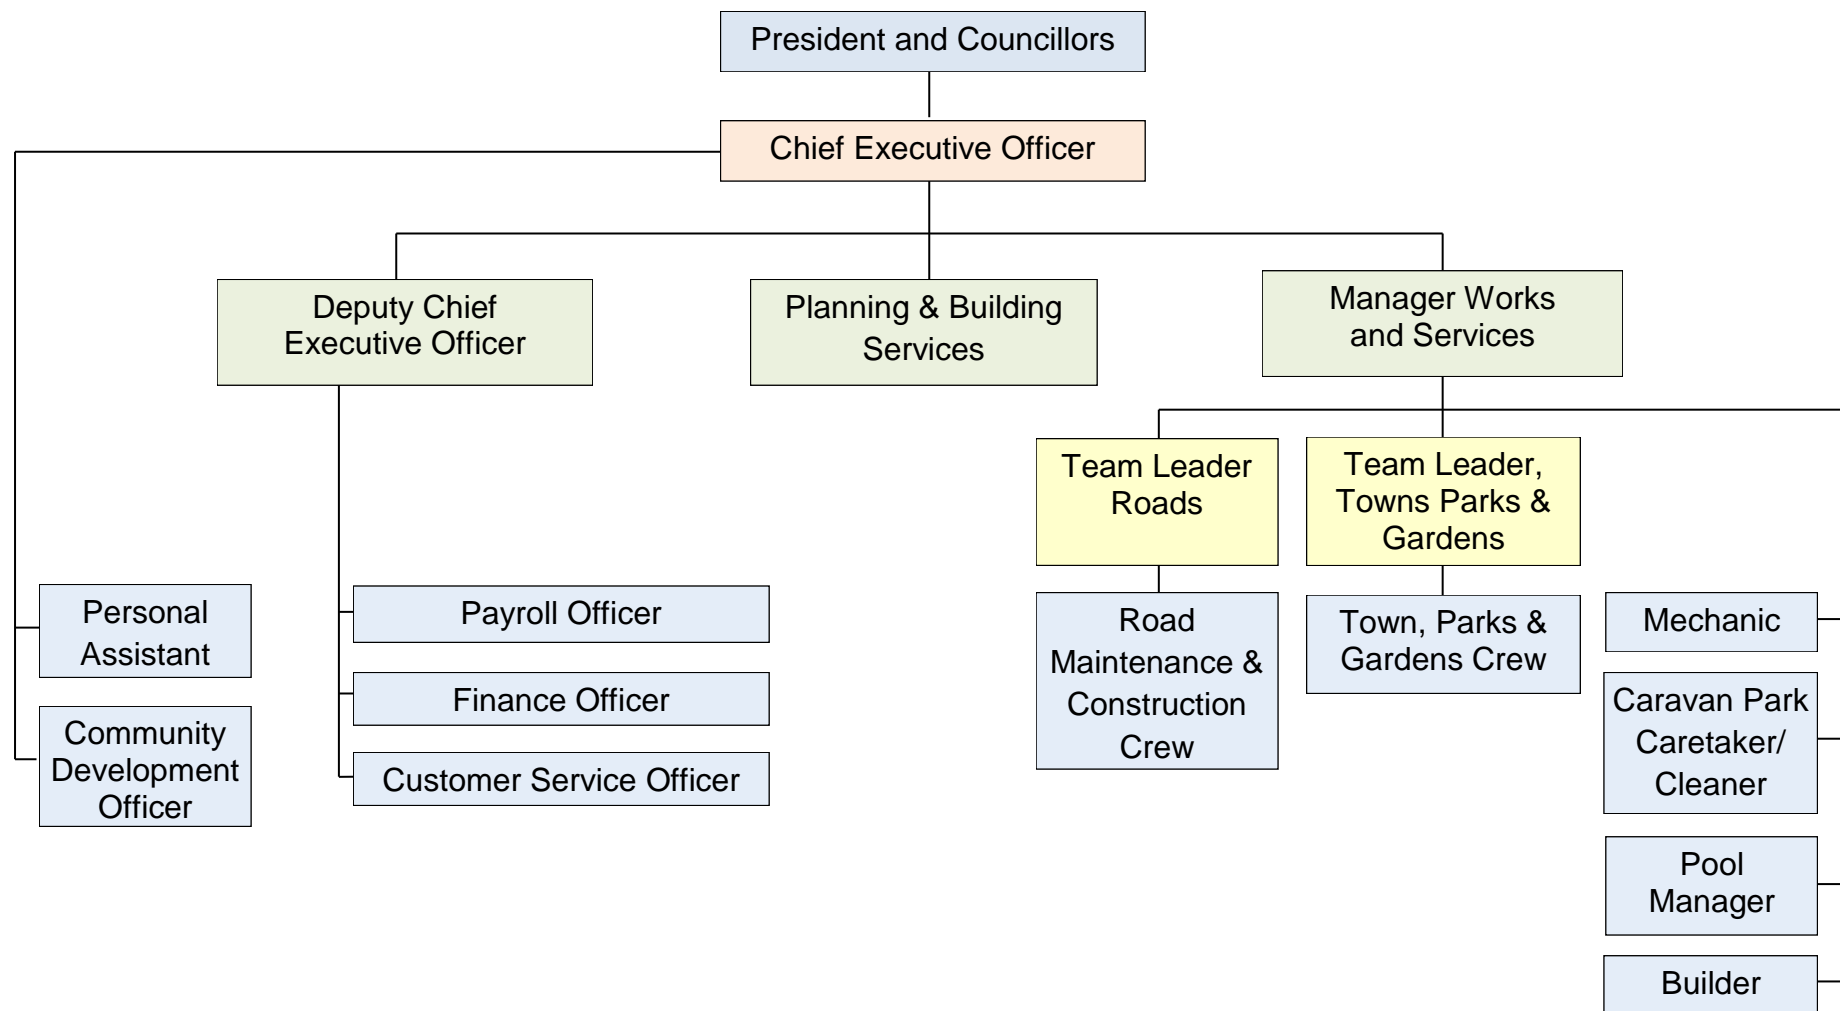 President and Councillors
Chief Executive Officer
Deputy Chief
Executive Officer
Planning & Building
Services
Manager Works
and Services
Team Leader
Roads
Team Leader,
Towns Parks &
Gardens
Personal
Assistant
Community
Development
Officer
Payroll Officer
Finance Officer
Customer Service Officer
Road
Maintenance &
Construction
Crew
Town, Parks &
Gardens Crew
Mechanic
Caravan Park
Caretaker/
Cleaner
Pool
Manager
Builder